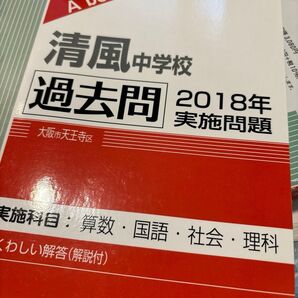 清風中学校
過去問
2018年
実施問題
大阪市天王寺区
実施科目：算数・国語・社会・理科
くわしい解答(解説付)